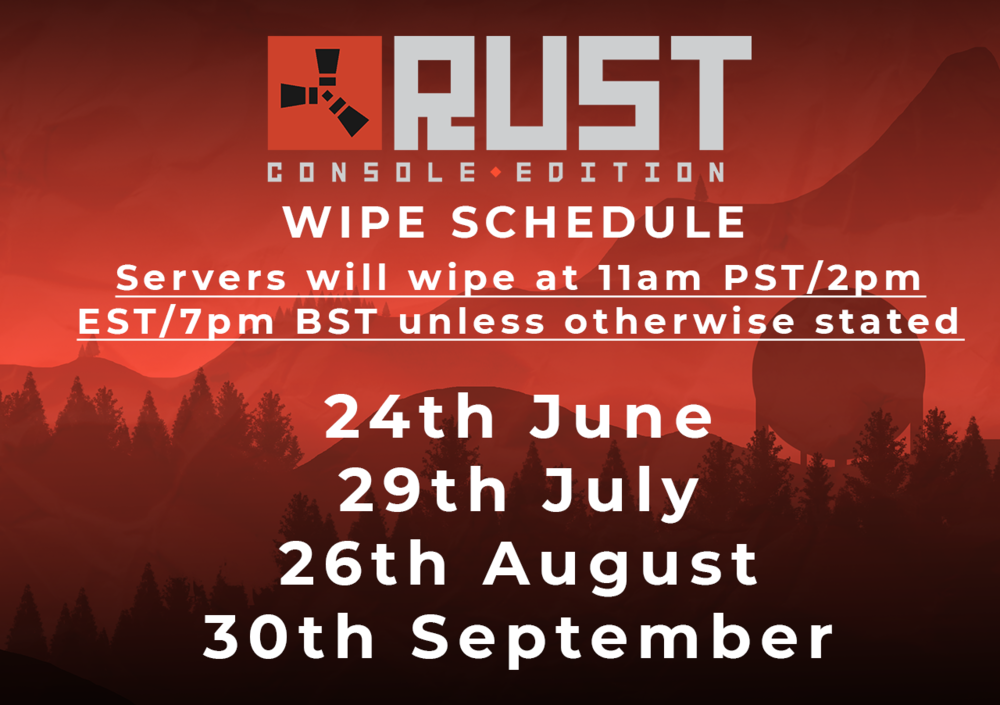 RUST
CONSOLE EDITION
WIPE SCHEDULE
Servers will wipe at 11am PST/2pm
EST/7pm BST unless otherwise stated
24th June
29th July
26th August
30th September